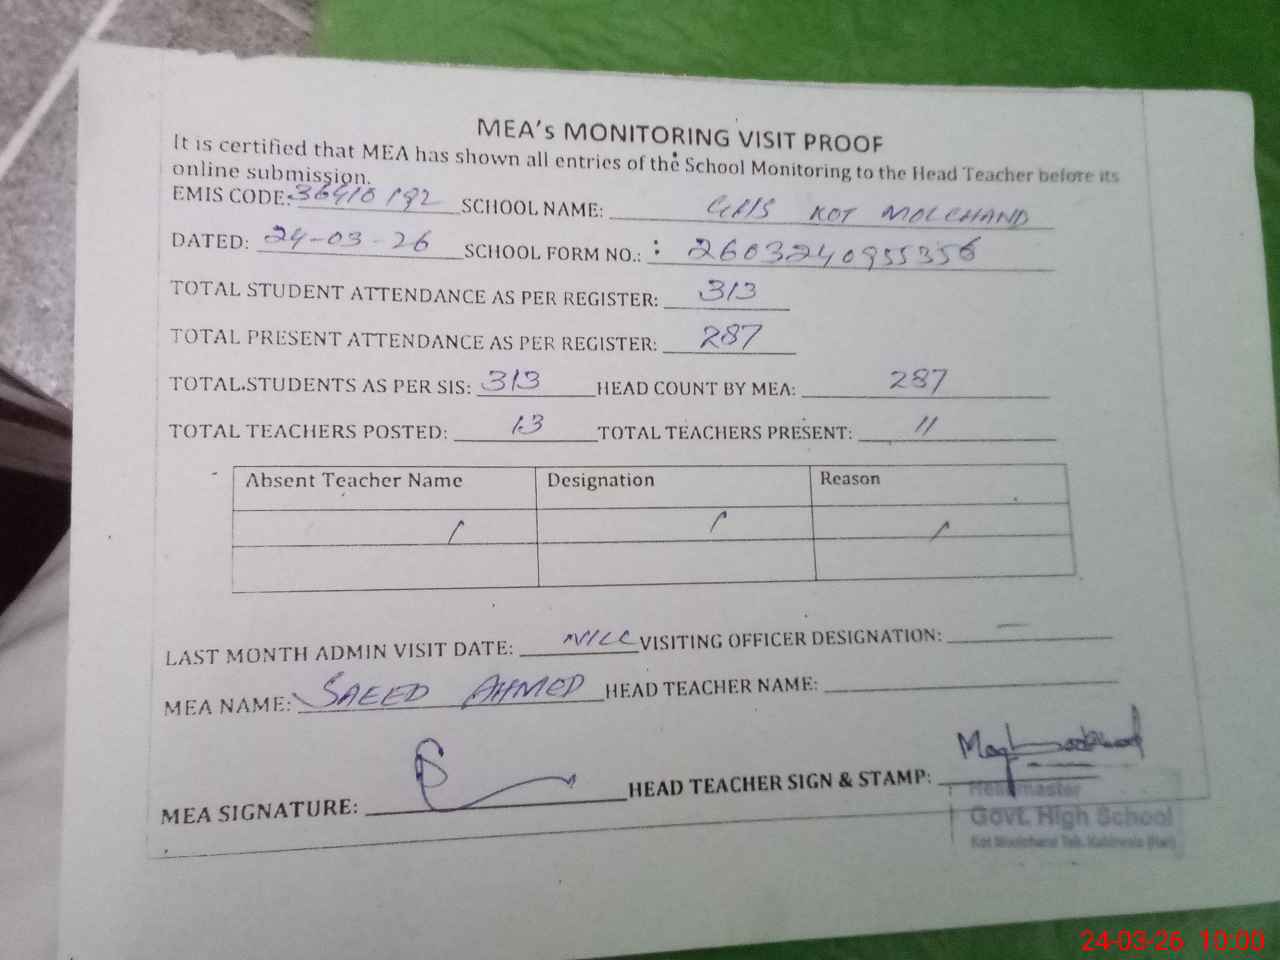 MEA's MONITORING VISIT PROOF
It is certified that MEA has shown all entries of the School Monitoring to the Head Teacher before its
online submission.
EMIS CODE: 36410192 SCHOOL NAME: GHS KOT MOLCHAND
DATED: 24-03-26 SCHOOL FORM NO.: 2603240955356
TOTAL STUDENT ATTENDANCE AS PER REGISTER: 313
TOTAL PRESENT ATTENDANCE AS PER REGISTER: 287
TOTAL STUDENTS AS PER SIS: 313 HEAD COUNT BY MEA: 287
TOTAL TEACHERS POSTED: 13 TOTAL TEACHERS PRESENT: 11
Absent Teacher Name Designation Reason
/ / /
LAST MONTH ADMIN VISIT DATE: NILL VISITING OFFICER DESIGNATION: —
MEA NAME: SAEED AHMED HEAD TEACHER NAME:
MEA SIGNATURE: HEAD TEACHER SIGN & STAMP:
Headmaster
Govt. High School
Kot
24-03-26 10:00